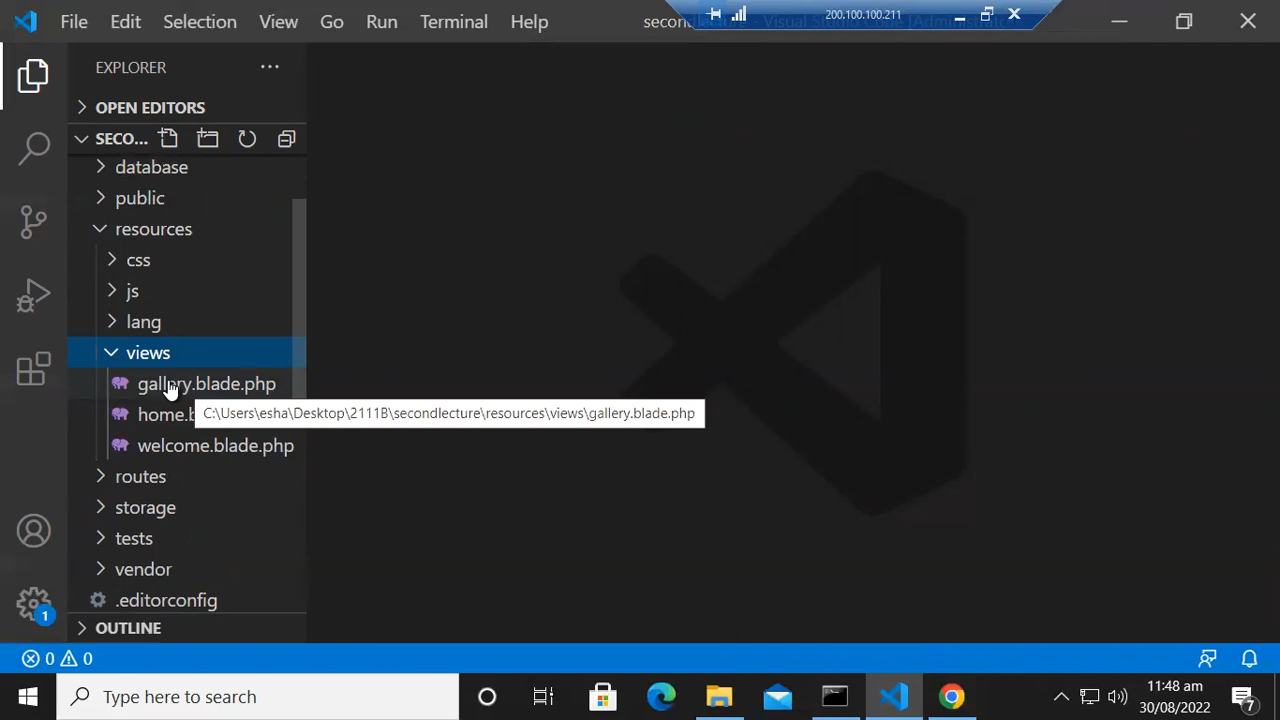 File Edit Selection View Go Run Terminal Help
200.100.100.211
EXPLORER
OPEN EDITORS
SECO...
database
public
resources
css
js
lang
views
gallery.blade.php
home.b
C:\Users\esha\Desktop\2111B\secondlecture\resources\views\gallery.blade.php
welcome.blade.php
routes
storage
tests
vendor
.editorconfig
OUTLINE
1
0 0
Type here to search
11:48 am
30/08/2022
7